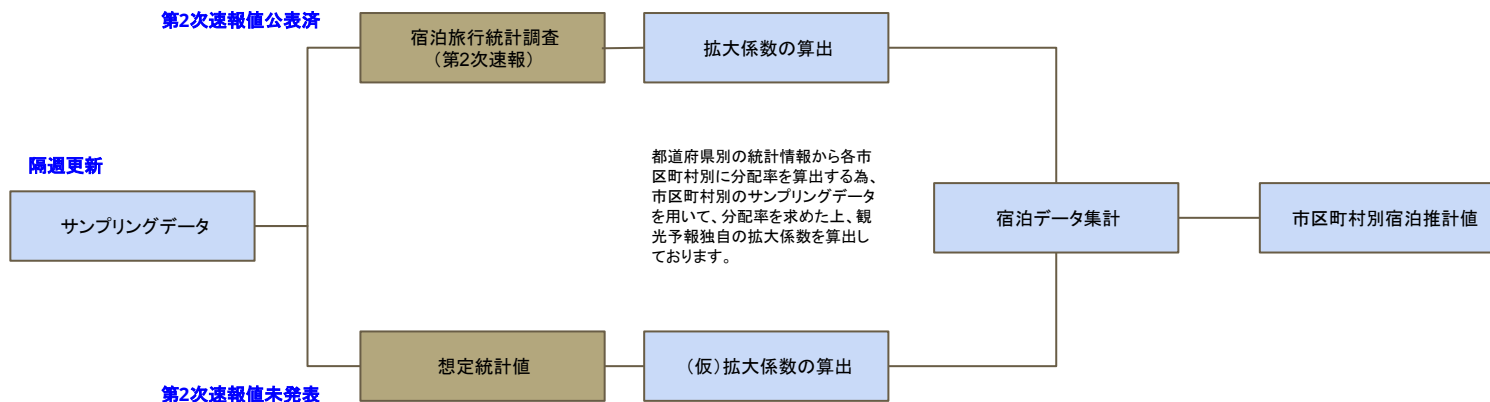 第2次速報値公表済
宿泊旅行統計調査
（第2次速報）
拡大係数の算出
隔週更新
サンプリングデータ
都道府県別の統計情報から各市
区町村別に分配率を算出する為、
市区町村別のサンプリングデータ
を用いて、分配率を求めた上、観
光予報独自の拡大係数を算出し
ております。
宿泊データ集計
市区町村別宿泊推計値
想定統計値
（仮）拡大係数の算出
第2次速報値未発表